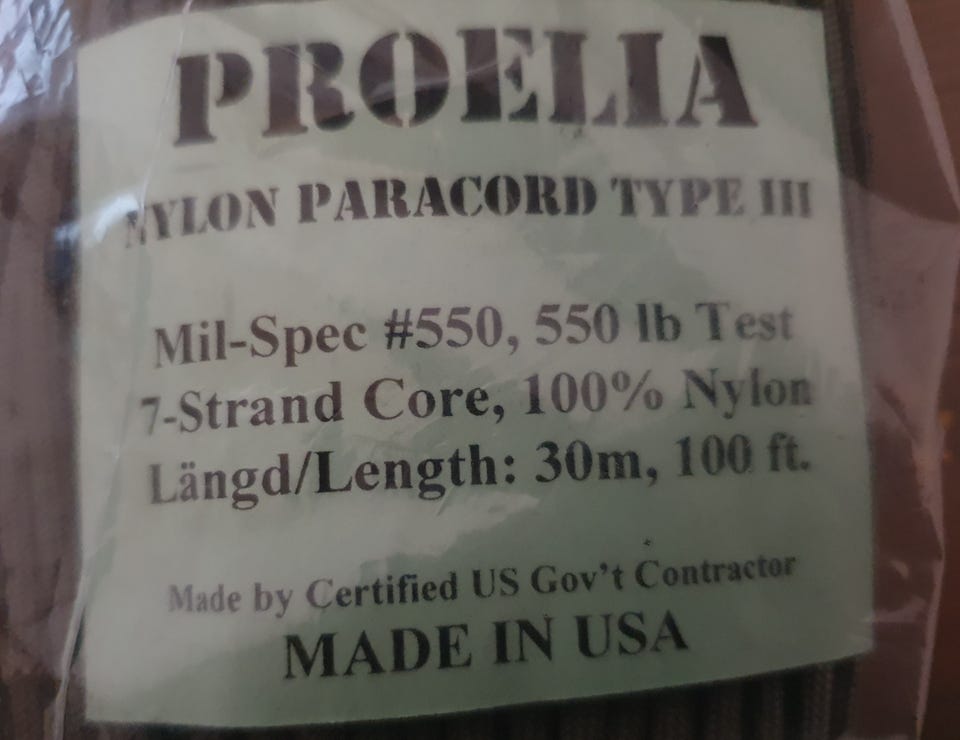 PROELIA
NYLON PARACORD TYPE III
Mil-Spec #550, 550 lb Test
7-Strand Core, 100% Nylon
Längd/Length: 30m, 100 ft.
Made by Certified US Gov't Contractor
MADE IN USA